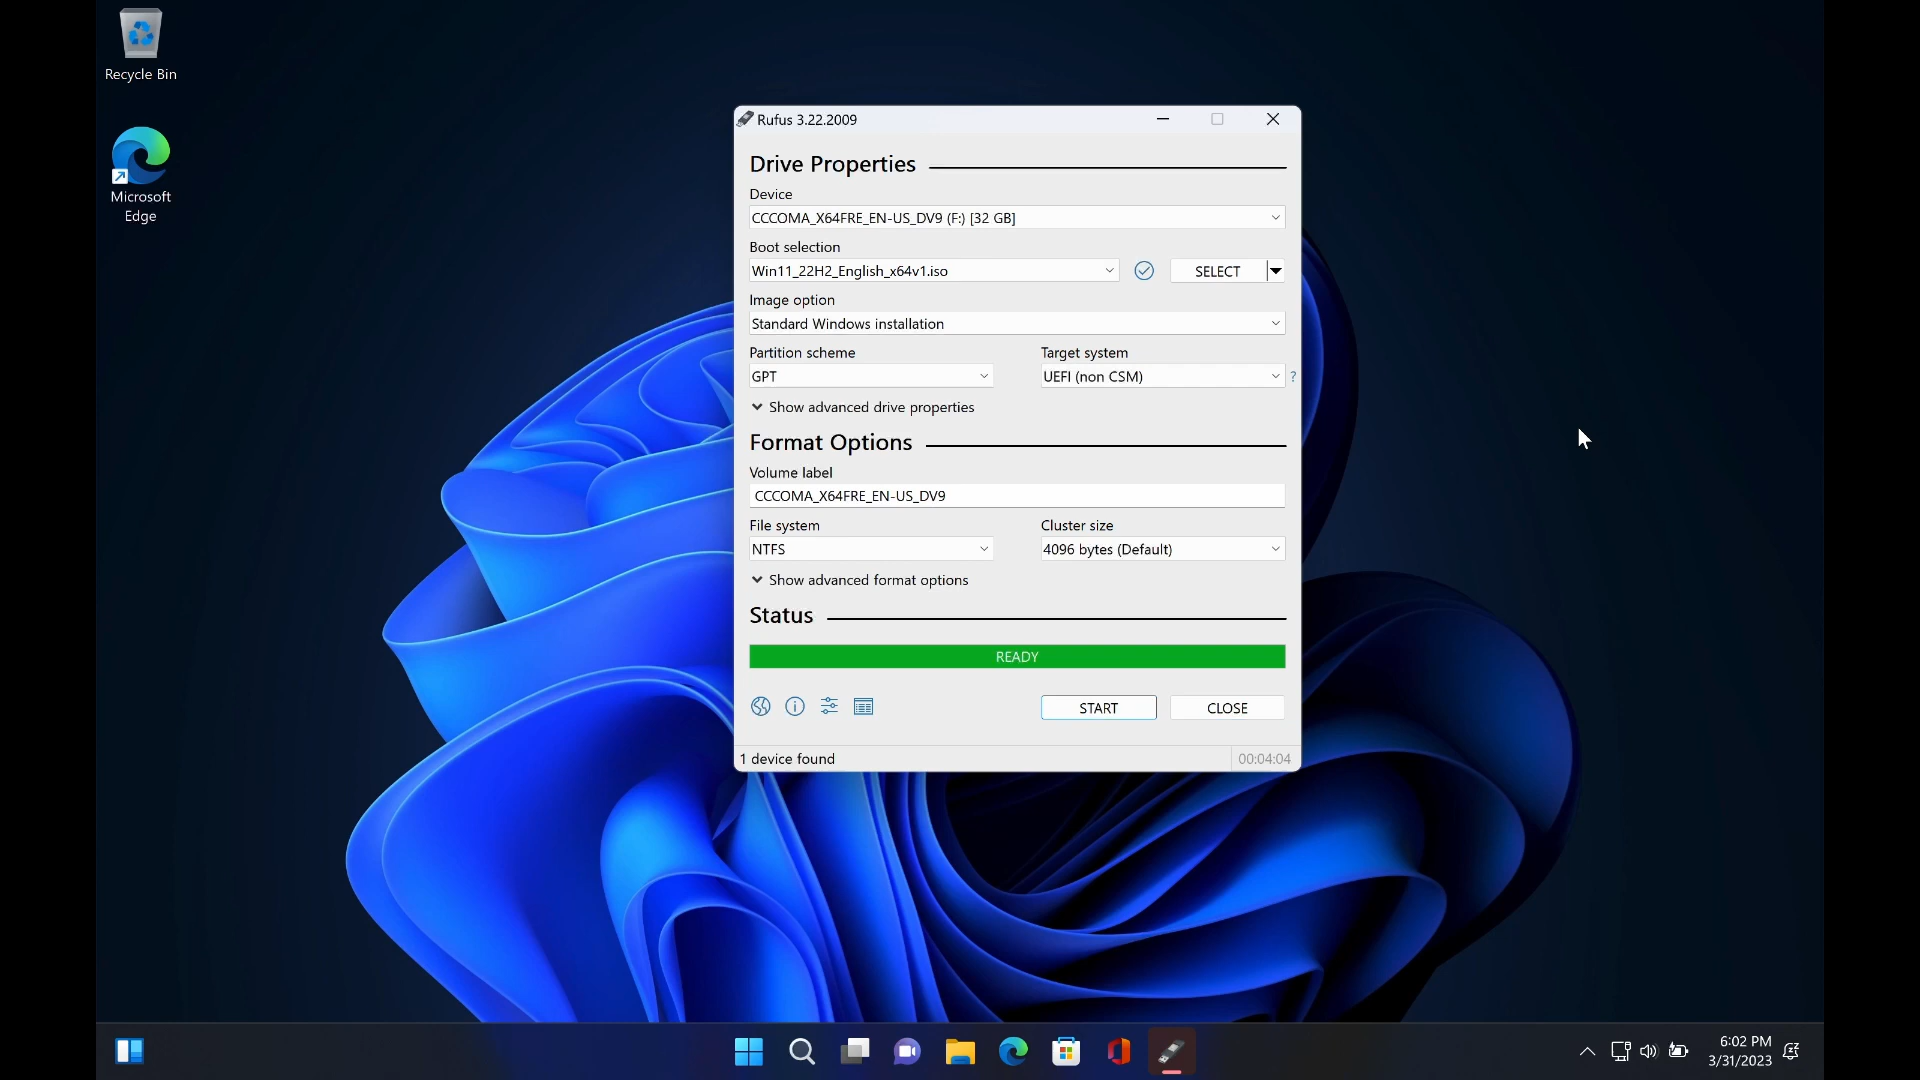 Recycle Bin
Microsoft
Edge
Rufus 3.22.2009
Drive Properties
Device
CCCOMA_X64FRE_EN-US_DV9 (F:) [32 GB]
Boot selection
Win11_22H2_English_x64v1.iso
SELECT
Image option
Standard Windows installation
Partition scheme
Target system
GPT
UEFI (non CSM)
?
Show advanced drive properties
Format Options
Volume label
CCCOMA_X64FRE_EN-US_DV9
File system
Cluster size
NTFS
4096 bytes (Default)
Show advanced format options
Status
READY
START
CLOSE
1 device found
00:04:04
6:02 PM
3/31/2023